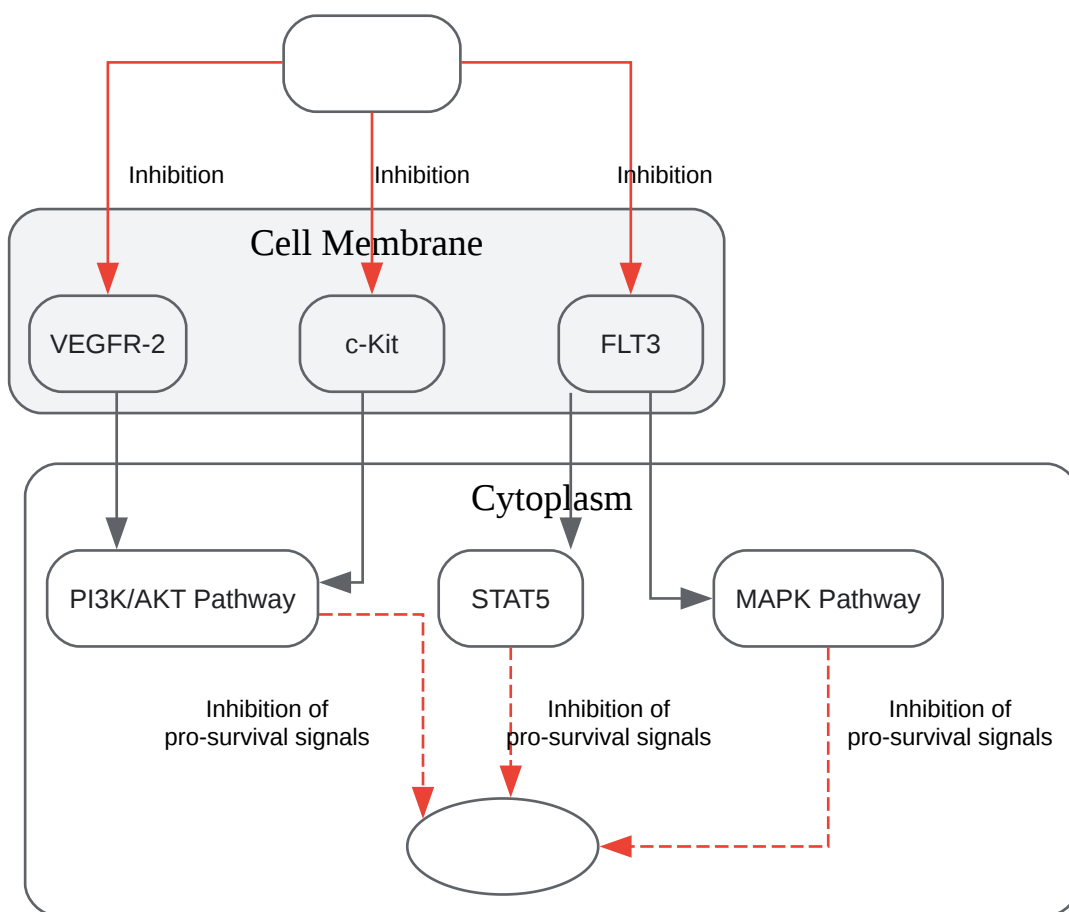 Inhibition
Inhibition
Inhibition
Cell Membrane
VEGFR-2
c-Kit
FLT3
Cytoplasm
PI3K/AKT Pathway
STAT5
MAPK Pathway
Inhibition of
pro-survival signals
Inhibition of
pro-survival signals
Inhibition of
pro-survival signals